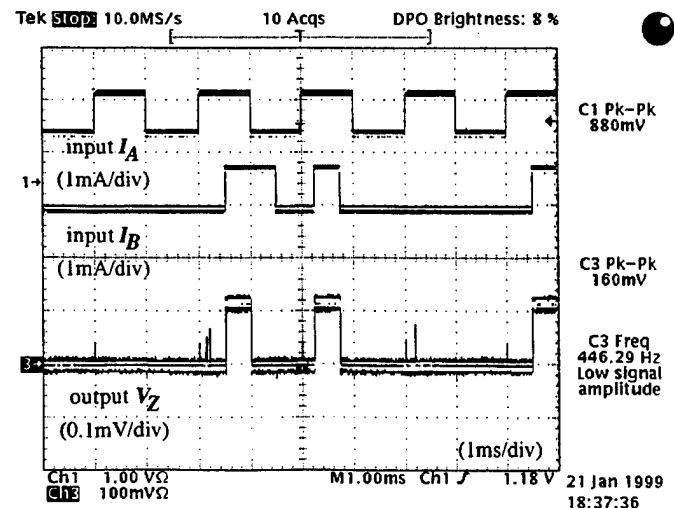 Tek Stop 10.0MS/s 10 Acqs DPO Brightness: 8 %
T
C1 Pk-Pk
880mV
input I_A
1→ (1mA/div)
input I_B
(1mA/div)
C3 Pk-Pk
160mV
C3 Freq
446.29 Hz
Low signal
amplitude
3→
output V_Z
(0.1mV/div)
(1ms/div)
Ch1 1.00 VΩ M1.00ms Ch1 ƒ 1.18 V
Ch3 100mVΩ
21 Jan 1999
18:37:36